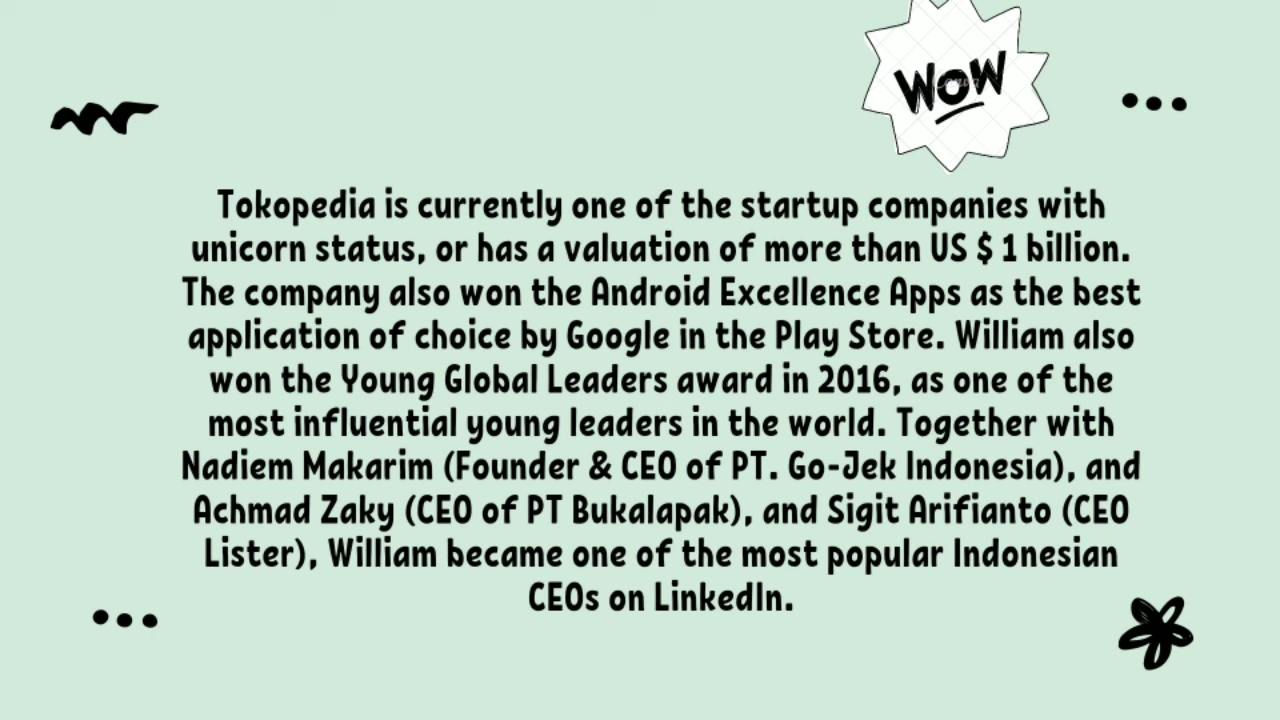 WOW
Tokopedia is currently one of the startup companies with
unicorn status, or has a valuation of more than US $ 1 billion.
The company also won the Android Excellence Apps as the best
application of choice by Google in the Play Store. William also
won the Young Global Leaders award in 2016, as one of the
most influential young leaders in the world. Together with
Nadiem Makarim (Founder & CEO of PT. Go-Jek Indonesia), and
Achmad Zaky (CEO of PT Bukalapak), and Sigit Arifianto (CEO
Lister), William became one of the most popular Indonesian
CEOs on LinkedIn.